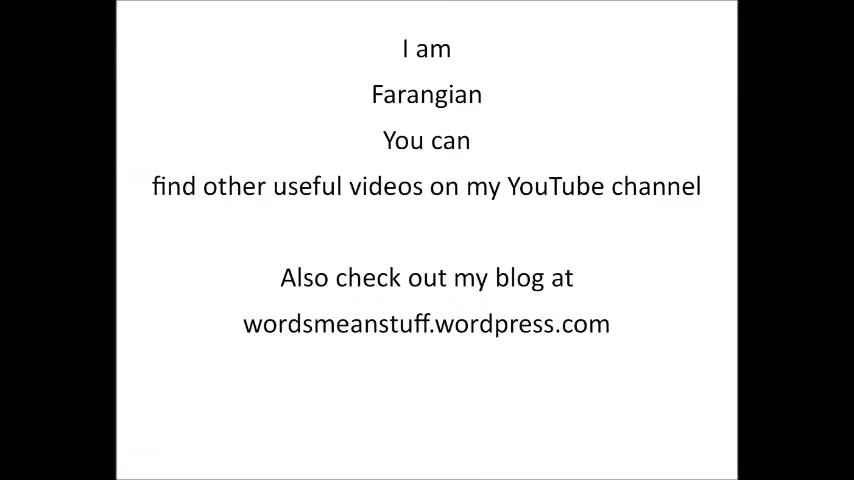 I am
Farangian
You can
find other useful videos on my YouTube channel
Also check out my blog at
wordsmeanstuff.wordpress.com